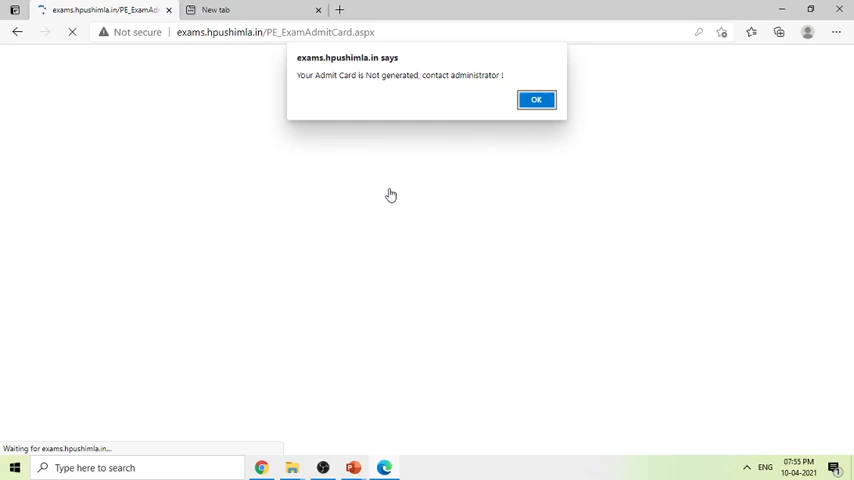 exams.hpushimla.in/PE_ExamAd
New tab
Not secure
exams.hpushimla.in/PE_ExamAdmitCard.aspx
exams.hpushimla.in says
Your Admit Card is Not generated, contact administrator !
OK
Waiting for exams.hpushimla.in...
Type here to search
ENG
07:55 PM
10-04-2021
1